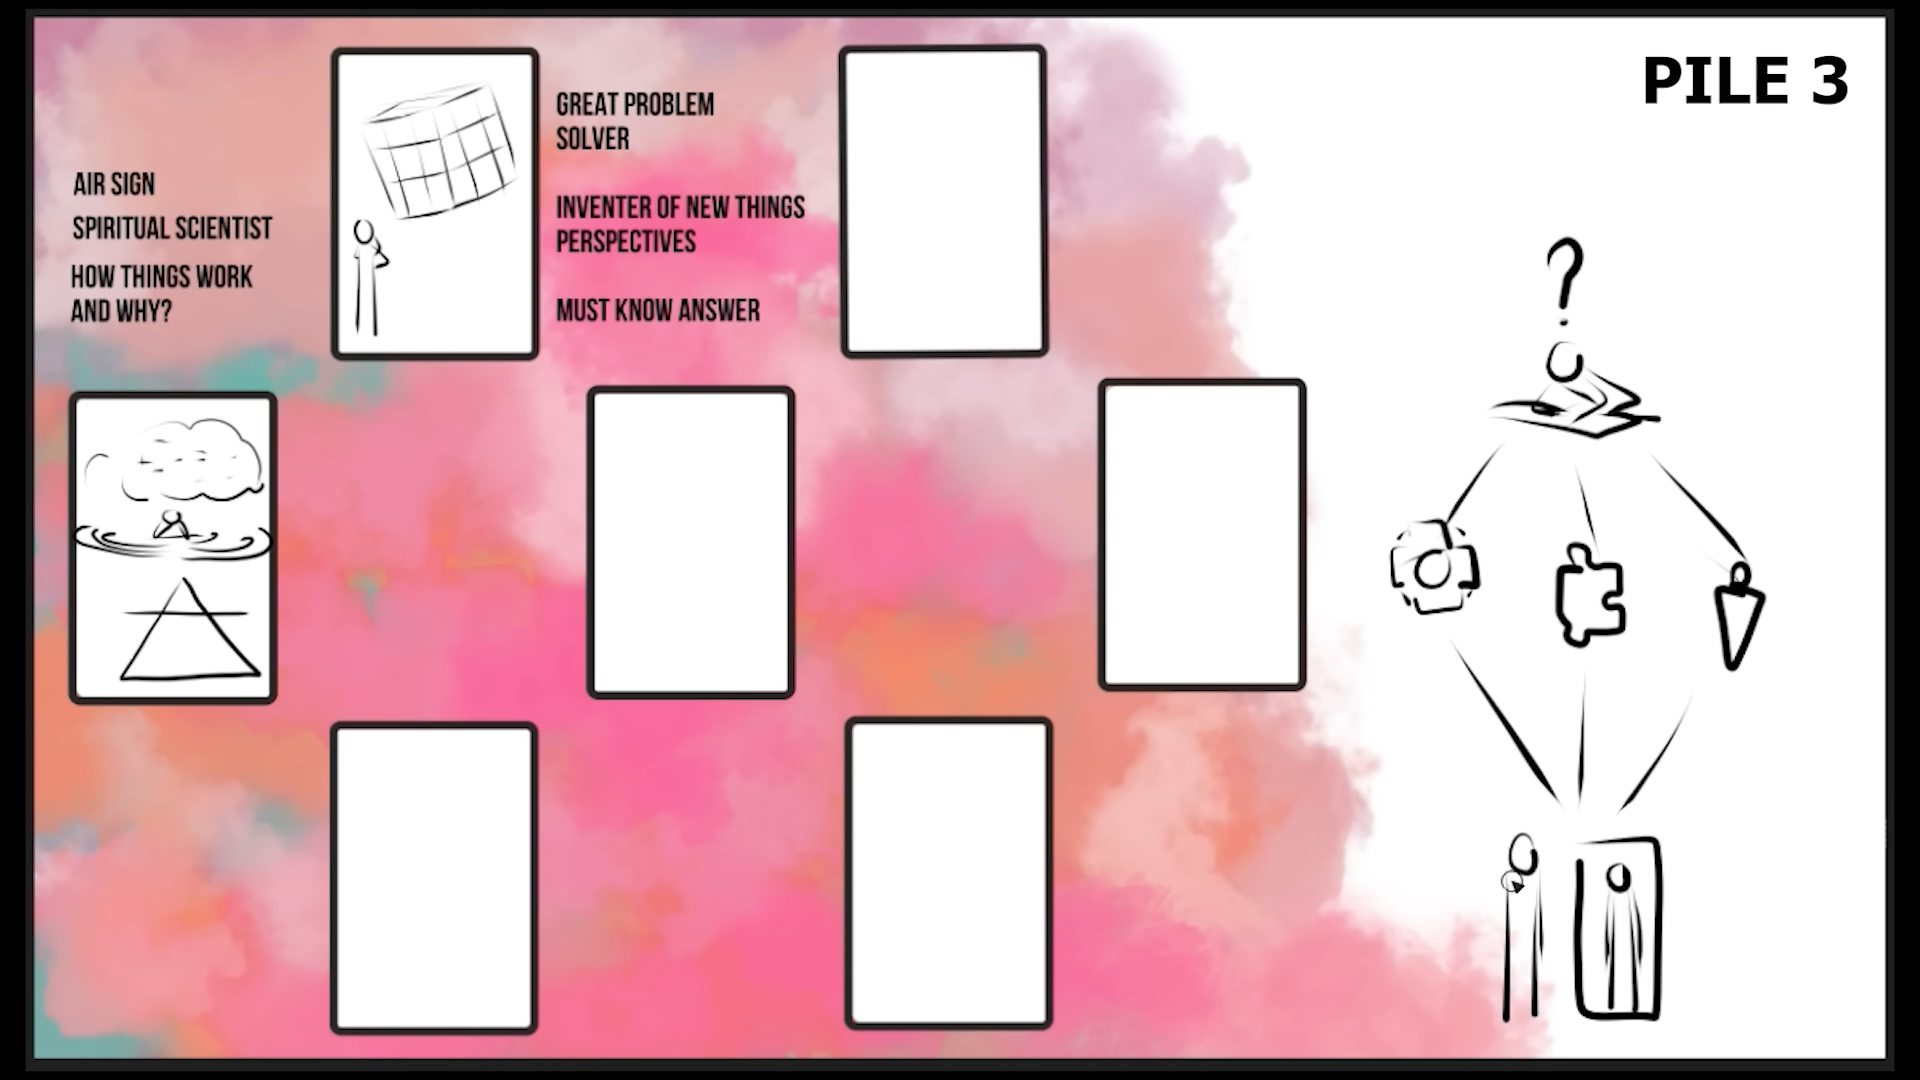 PILE 3
GREAT PROBLEM
SOLVER
AIR SIGN
SPIRITUAL SCIENTIST
INVENTER OF NEW THINGS
PERSPECTIVES
HOW THINGS WORK
AND WHY?
MUST KNOW ANSWER
?